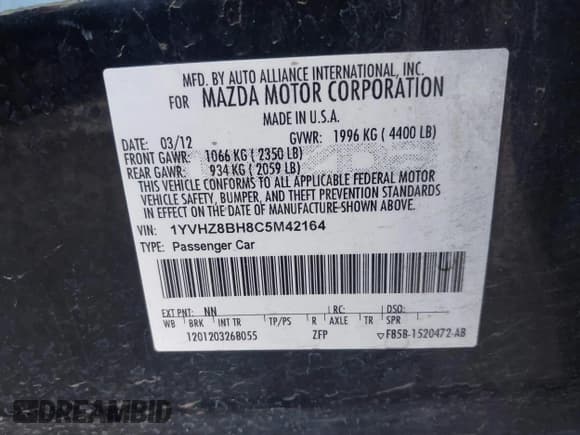 MFD. BY AUTO ALLIANCE INTERNATIONAL, INC.
FOR MAZDA MOTOR CORPORATION
MADE IN U.S.A.
DATE: 03/12 GVWR: 1996 KG ( 4400 LB)
FRONT GAWR: 1066 KG ( 2350 LB)
REAR GAWR: 934 KG ( 2059 LB)
THIS VEHICLE CONFORMS TO ALL APPLICABLE FEDERAL MOTOR
VEHICLE SAFETY, BUMPER, AND THEFT PREVENTION STANDARDS
IN EFFECT ON THE DATE OF MANUFACTURE SHOWN ABOVE.
VIN: 1YVHZ8BH8C5M42164
TYPE: Passenger Car
EXT PNT: NN RC: DSO:
WB BRK INT TR TP/PS R AXLE TR SPR
1201203268055 ZFP ▽F85B-1520472-AB
DREAMBID